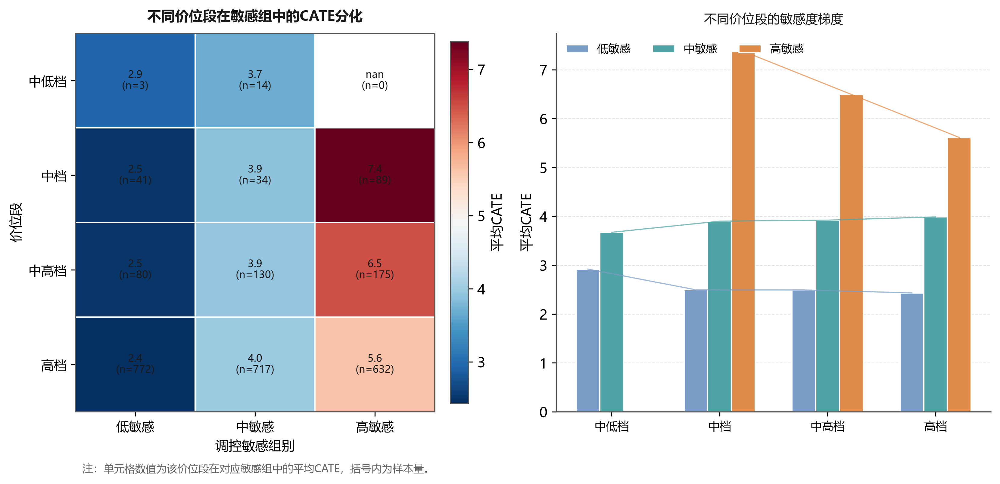 不同价位段在敏感组中的CATE分化
价位段
中低档
中档
中高档
高档
2.9
(n=3)
3.7
(n=14)
nan
(n=0)
2.5
(n=41)
3.9
(n=34)
7.4
(n=89)
2.5
(n=80)
3.9
(n=130)
6.5
(n=175)
2.4
(n=772)
4.0
(n=717)
5.6
(n=632)
低敏感
中敏感
高敏感
调控敏感组别
7
6
5
4
3
平均CATE
注：单元格数值为该价位段在对应敏感组中的平均CATE，括号内为样本量。
不同价位段的敏感度梯度
低敏感
中敏感
高敏感
平均CATE
7
6
5
4
3
2
1
0
中低档
中档
中高档
高档